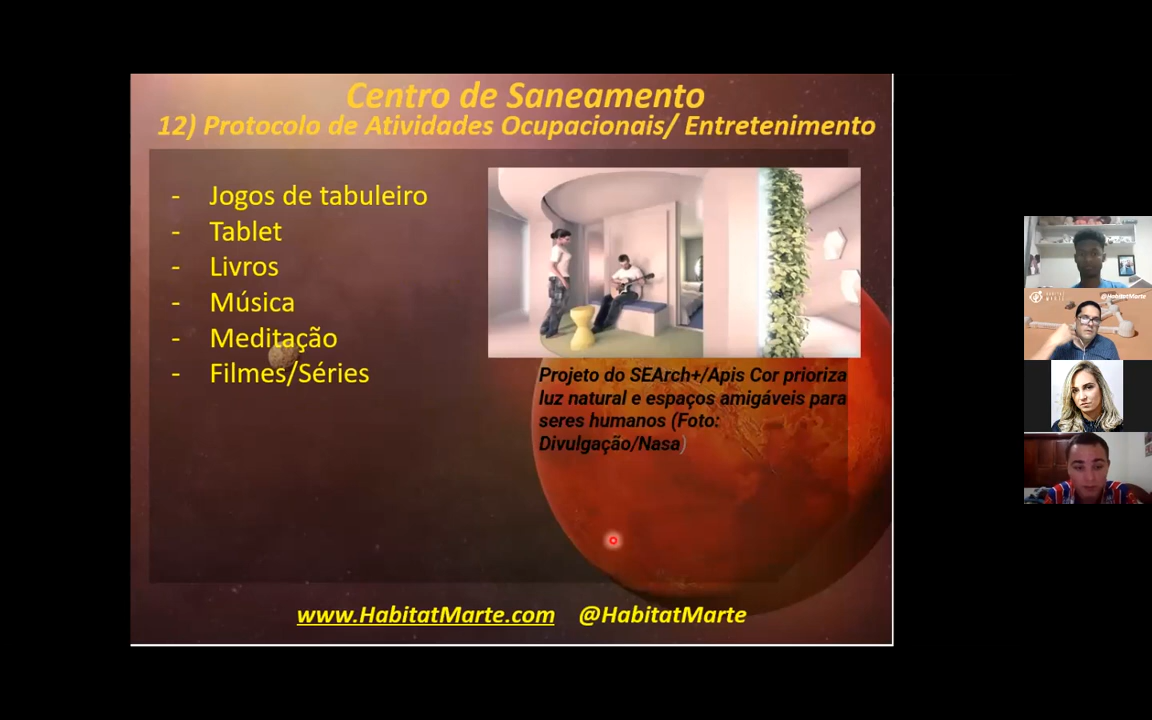 Centro de Saneamento
12) Protocolo de Atividades Ocupacionais/ Entretenimento
- Jogos de tabuleiro
- Tablet
- Livros
- Música
- Meditação
- Filmes/Séries
Projeto do SEArch+/Apis Cor prioriza
luz natural e espaços amigáveis para
seres humanos (Foto:
Divulgação/Nasa)
www.HabitatMarte.com @HabitatMarte
@HabitatMarte